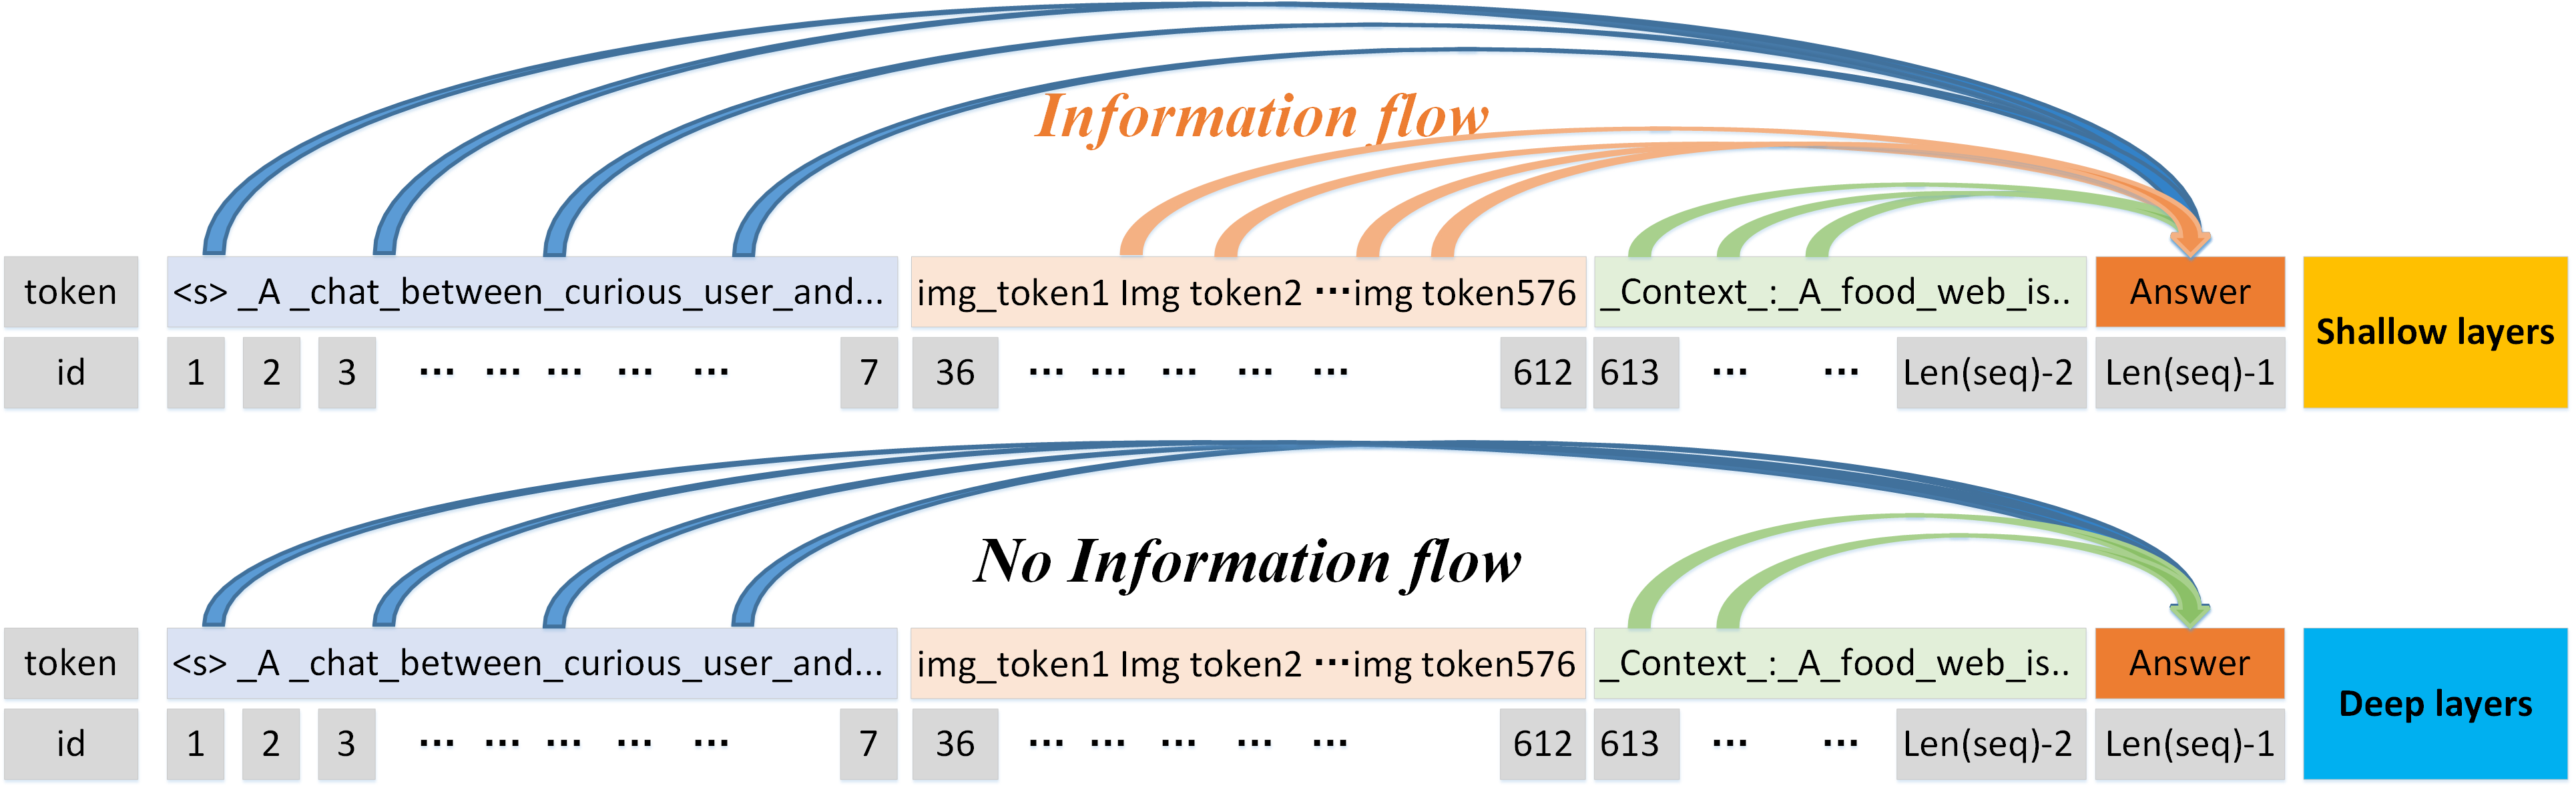 Information flow
token <s> _A _chat_between_curious_user_and... img_token1 Img token2 ···img token576 _Context_:_A_food_web_is.. Answer
Shallow layers
id 1 2 3 ··· ··· ··· ··· ··· 7 36 ··· ··· ··· ··· ··· 612 613 ··· ··· Len(seq)-2 Len(seq)-1
No Information flow
token <s> _A _chat_between_curious_user_and... img_token1 Img token2 ···img token576 _Context_:_A_food_web_is.. Answer
Deep layers
id 1 2 3 ··· ··· ··· ··· ··· 7 36 ··· ··· ··· ··· ··· 612 613 ··· ··· Len(seq)-2 Len(seq)-1